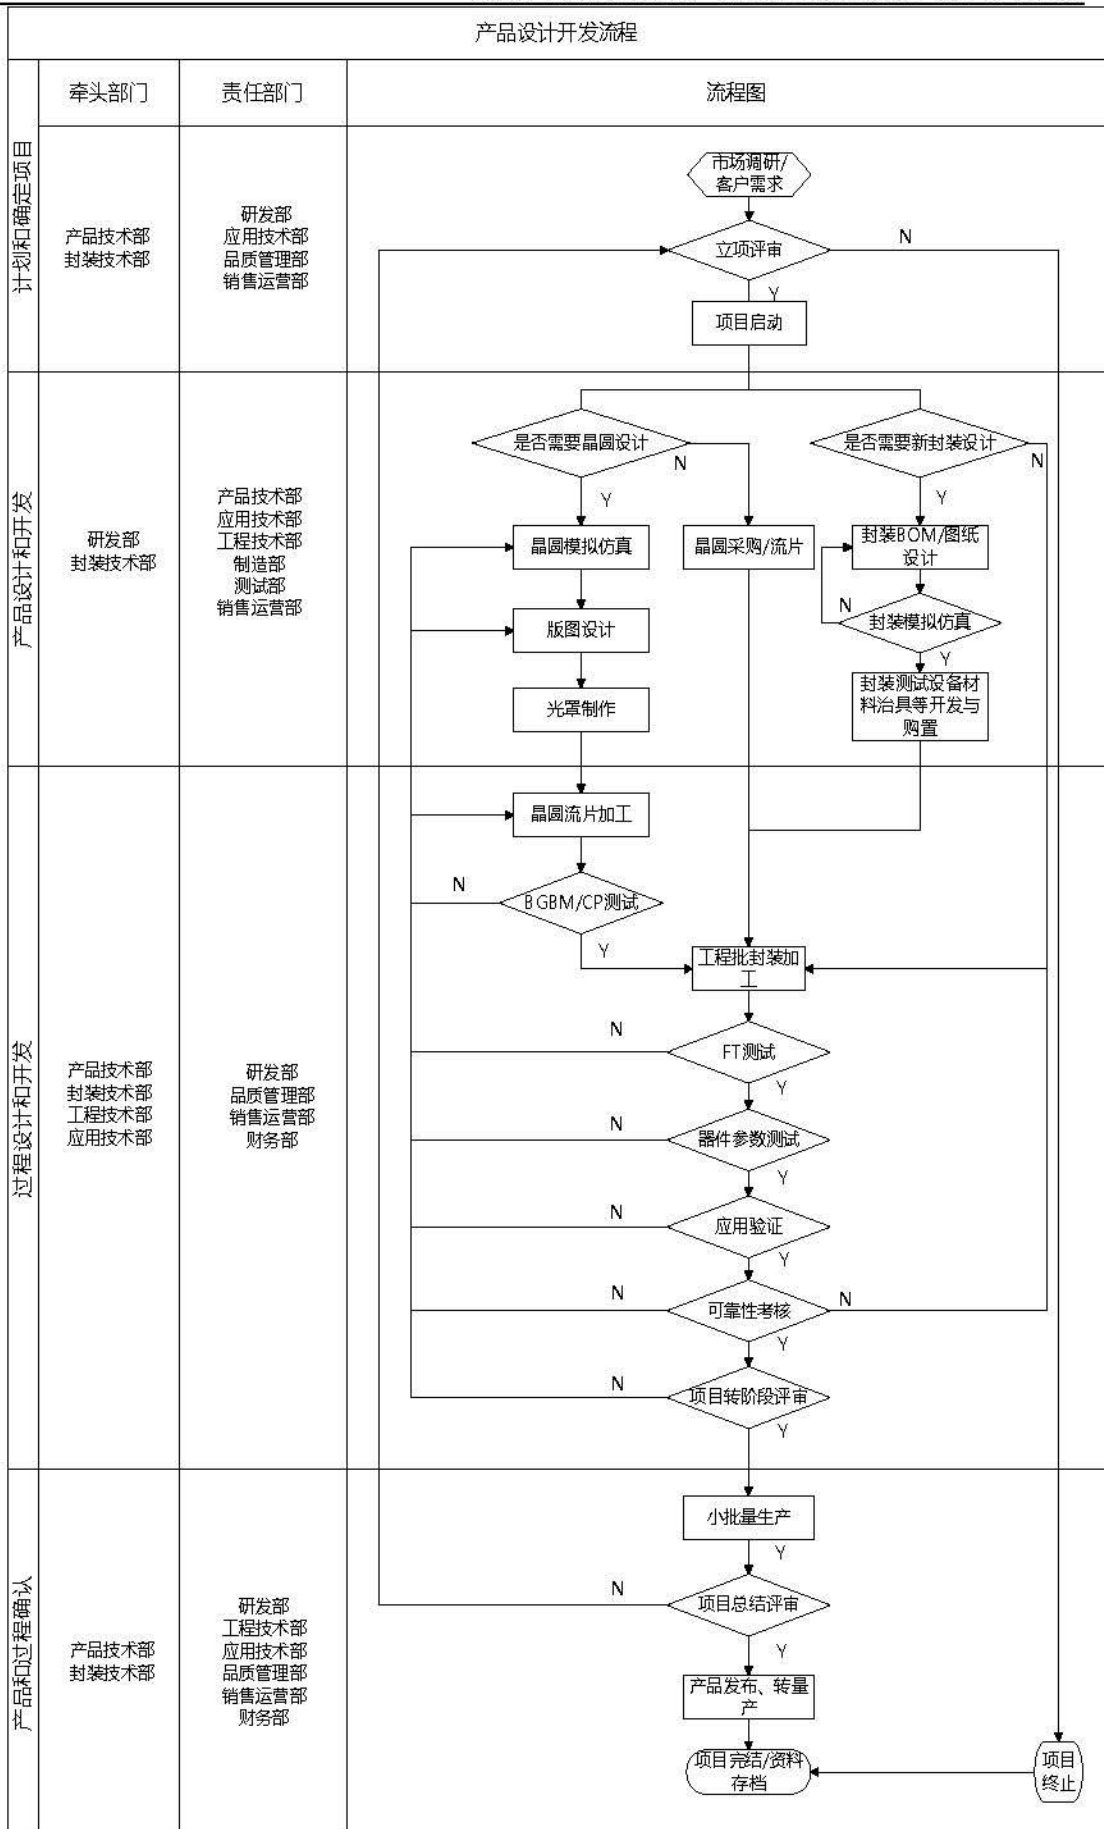 产品设计开发流程
牵头部门
责任部门
流程图
计划和确定项目
产品技术部
封装技术部
研发部
应用技术部
品质管理部
销售运营部
市场调研/
客户需求
立项评审
N
Y
项目启动
产品设计和开发
研发部
封装技术部
产品技术部
应用技术部
工程技术部
制造部
测试部
销售运营部
是否需要晶圆设计
N
Y
是否需要新封装设计
N
Y
晶圆模拟仿真
晶圆采购/流片
封装BOM/图纸
设计
版图设计
N
封装模拟仿真
Y
光罩制作
封装测试设备材
料治具等开发与
购置
过程设计和开发
产品技术部
封装技术部
工程技术部
应用技术部
研发部
品质管理部
销售运营部
财务部
晶圆流片加工
N
BGBM/CP测试
Y
工程批封装加
工
N
FT测试
Y
N
器件参数测试
Y
N
应用验证
Y
N
可靠性考核
N
Y
N
项目转阶段评审
Y
产品和过程确认
产品技术部
封装技术部
研发部
工程技术部
应用技术部
品质管理部
销售运营部
财务部
小批量生产
Y
N
项目总结评审
Y
产品发布、转量
产
项目完结/资料
存档
项目
终止